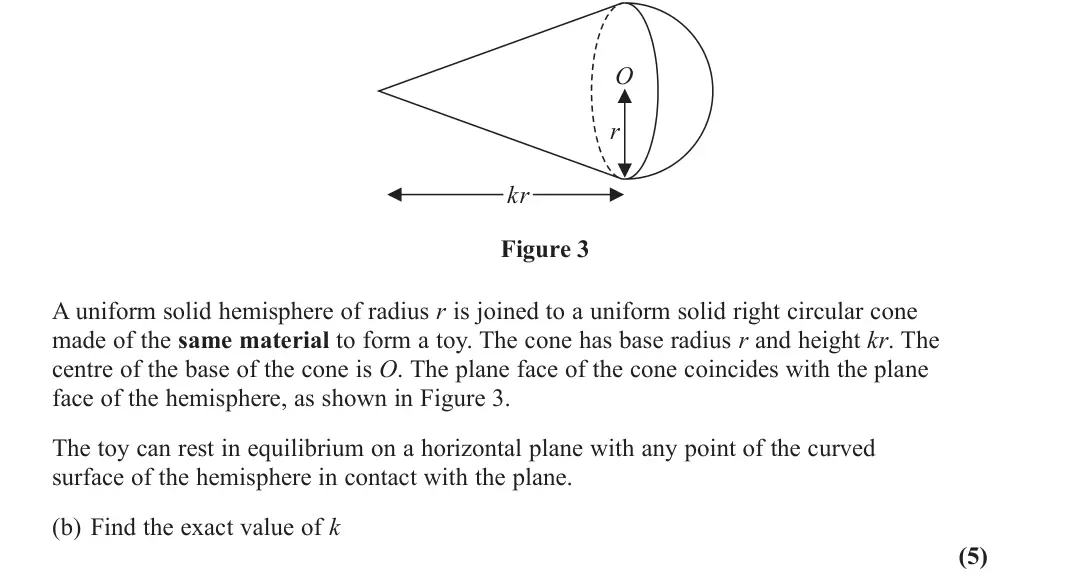 O
r
kr
Figure 3
A uniform solid hemisphere of radius r is joined to a uniform solid right circular cone
made of the same material to form a toy. The cone has base radius r and height kr. The
centre of the base of the cone is O. The plane face of the cone coincides with the plane
face of the hemisphere, as shown in Figure 3.
The toy can rest in equilibrium on a horizontal plane with any point of the curved
surface of the hemisphere in contact with the plane.
(b) Find the exact value of k
(5)